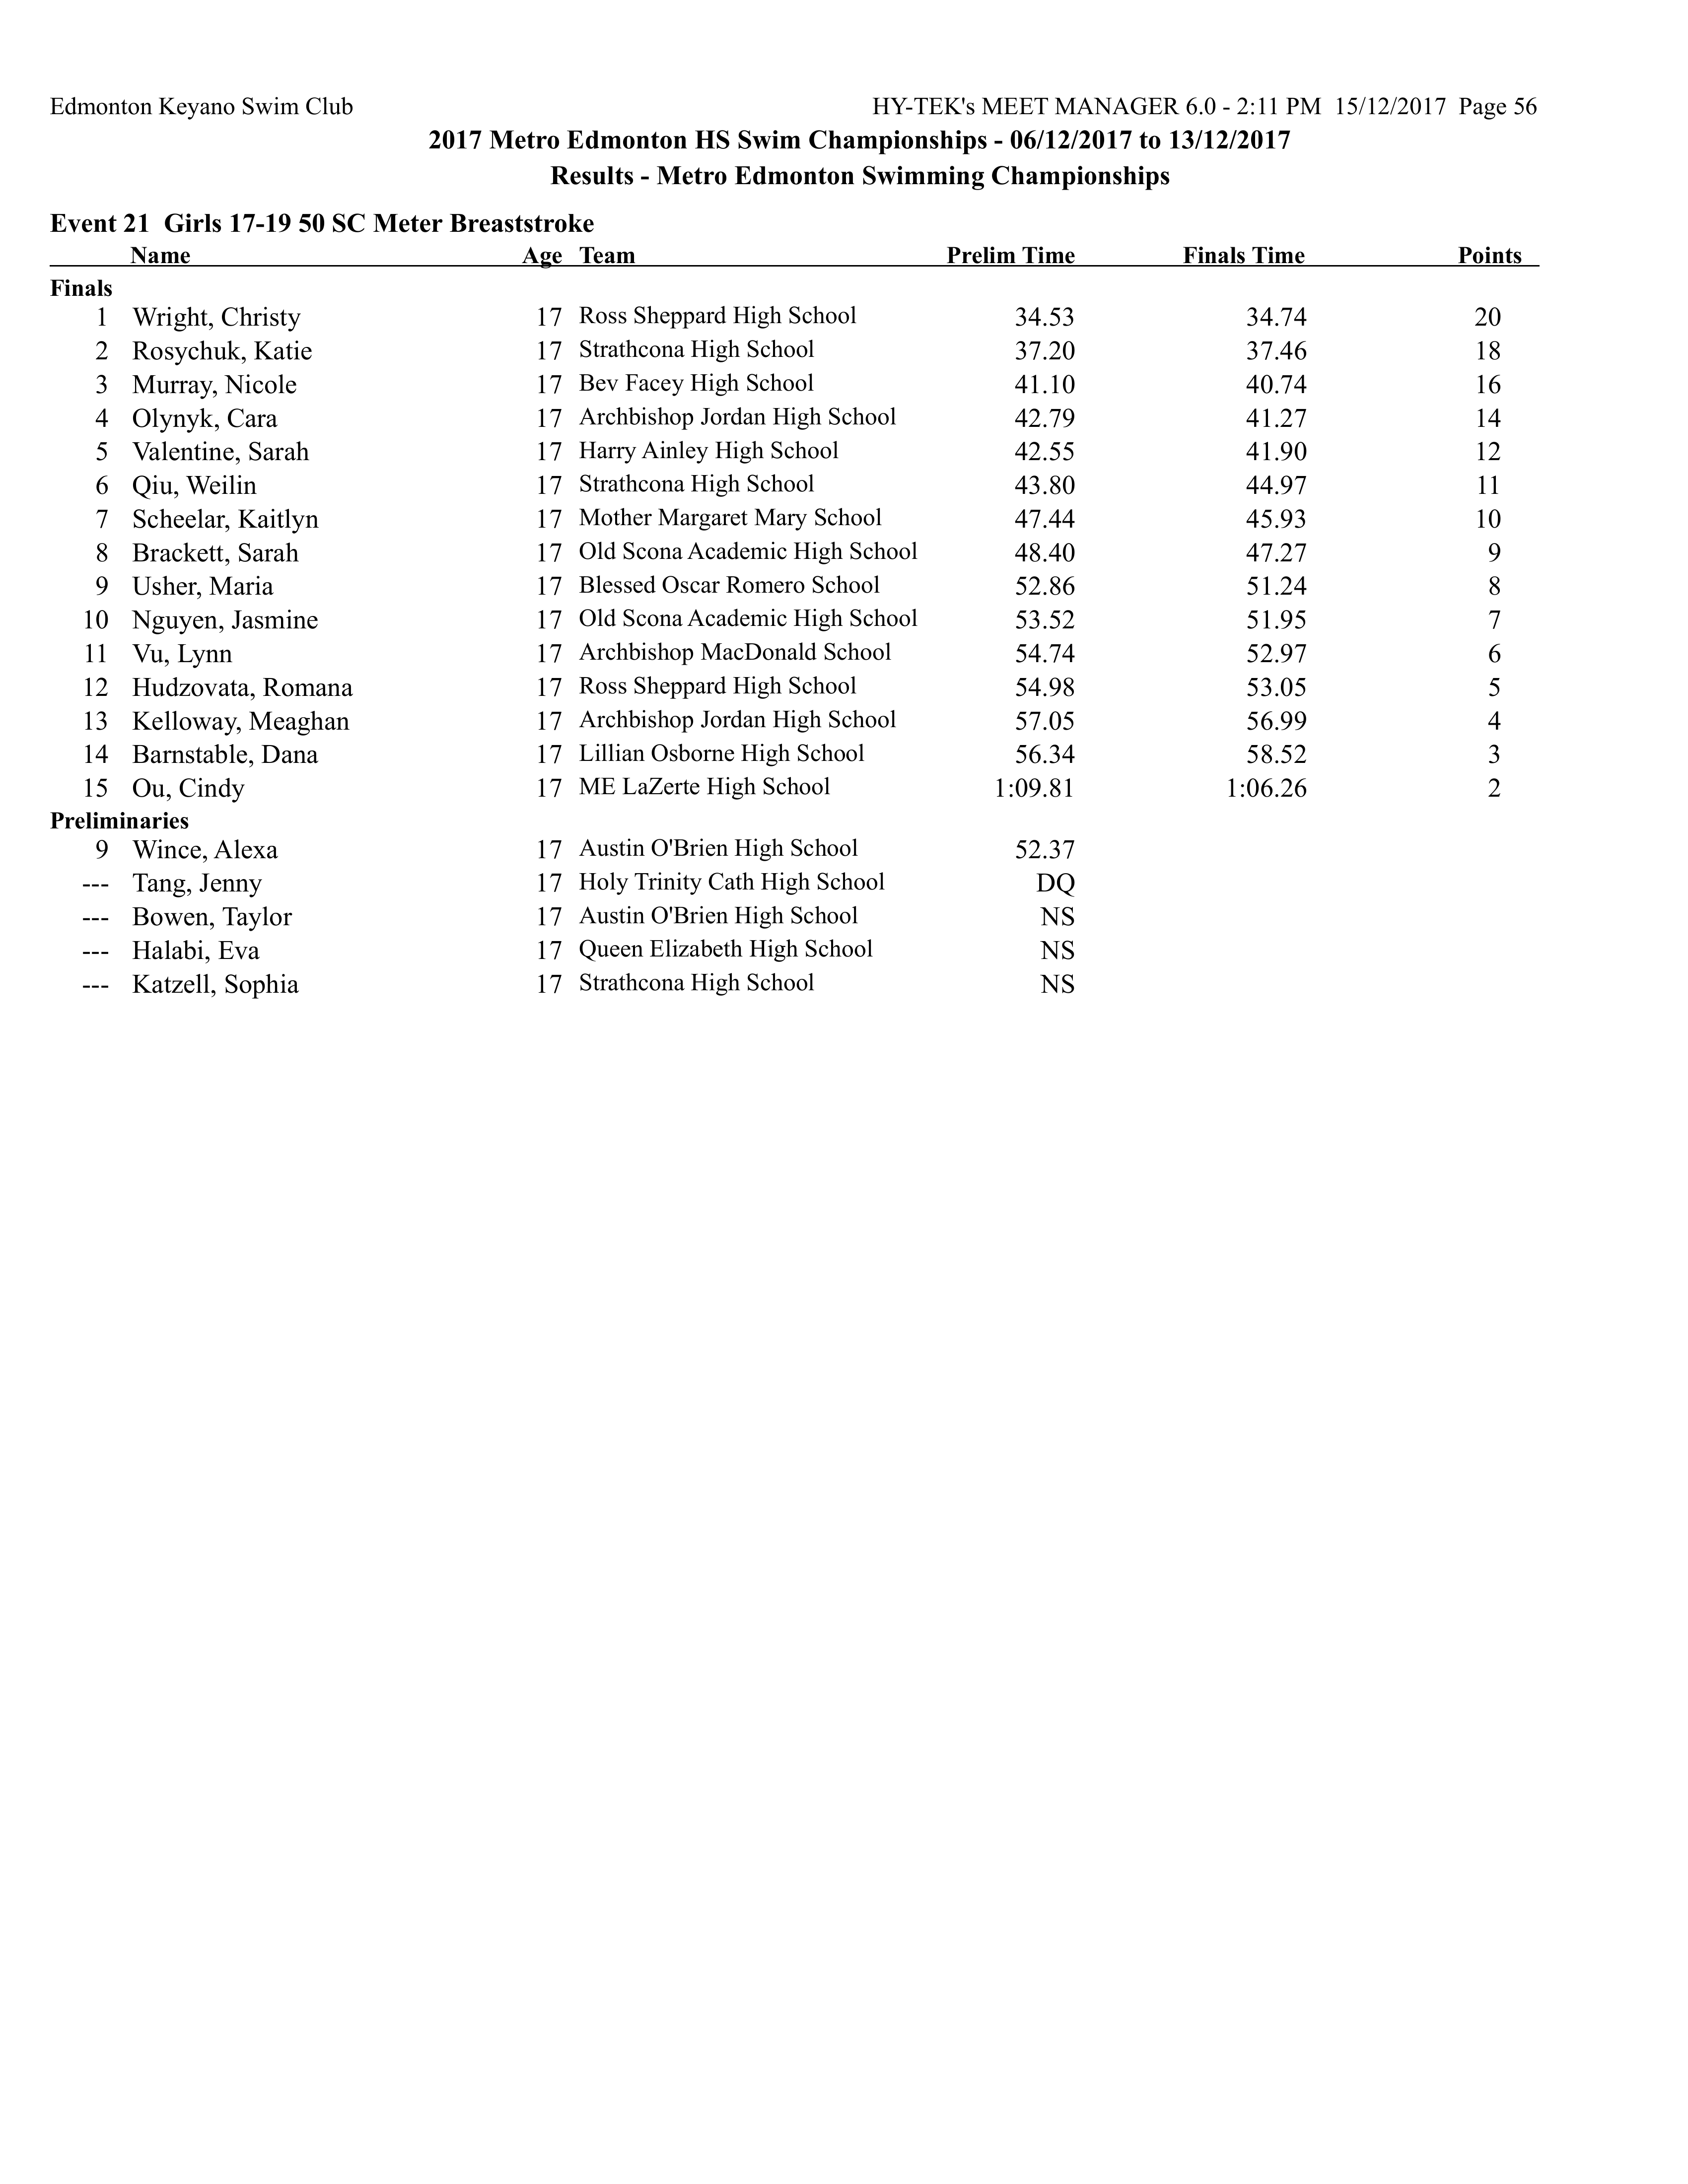 Edmonton Keyano Swim Club HY-TEK's MEET MANAGER 6.0 - 2:11 PM 15/12/2017 Page 56
2017 Metro Edmonton HS Swim Championships - 06/12/2017 to 13/12/2017
Results - Metro Edmonton Swimming Championships
Event 21 Girls 17-19 50 SC Meter Breaststroke
Name Age Team Prelim Time Finals Time Points
Finals
1 Wright, Christy 17 Ross Sheppard High School 34.53 34.74 20
2 Rosychuk, Katie 17 Strathcona High School 37.20 37.46 18
3 Murray, Nicole 17 Bev Facey High School 41.10 40.74 16
4 Olynyk, Cara 17 Archbishop Jordan High School 42.79 41.27 14
5 Valentine, Sarah 17 Harry Ainley High School 42.55 41.90 12
6 Qiu, Weilin 17 Strathcona High School 43.80 44.97 11
7 Scheelar, Kaitlyn 17 Mother Margaret Mary School 47.44 45.93 10
8 Brackett, Sarah 17 Old Scona Academic High School 48.40 47.27 9
9 Usher, Maria 17 Blessed Oscar Romero School 52.86 51.24 8
10 Nguyen, Jasmine 17 Old Scona Academic High School 53.52 51.95 7
11 Vu, Lynn 17 Archbishop MacDonald School 54.74 52.97 6
12 Hudzovata, Romana 17 Ross Sheppard High School 54.98 53.05 5
13 Kelloway, Meaghan 17 Archbishop Jordan High School 57.05 56.99 4
14 Barnstable, Dana 17 Lillian Osborne High School 56.34 58.52 3
15 Ou, Cindy 17 ME LaZerte High School 1:09.81 1:06.26 2
Preliminaries
9 Wince, Alexa 17 Austin O'Brien High School 52.37
--- Tang, Jenny 17 Holy Trinity Cath High School DQ
--- Bowen, Taylor 17 Austin O'Brien High School NS
--- Halabi, Eva 17 Queen Elizabeth High School NS
--- Katzell, Sophia 17 Strathcona High School NS